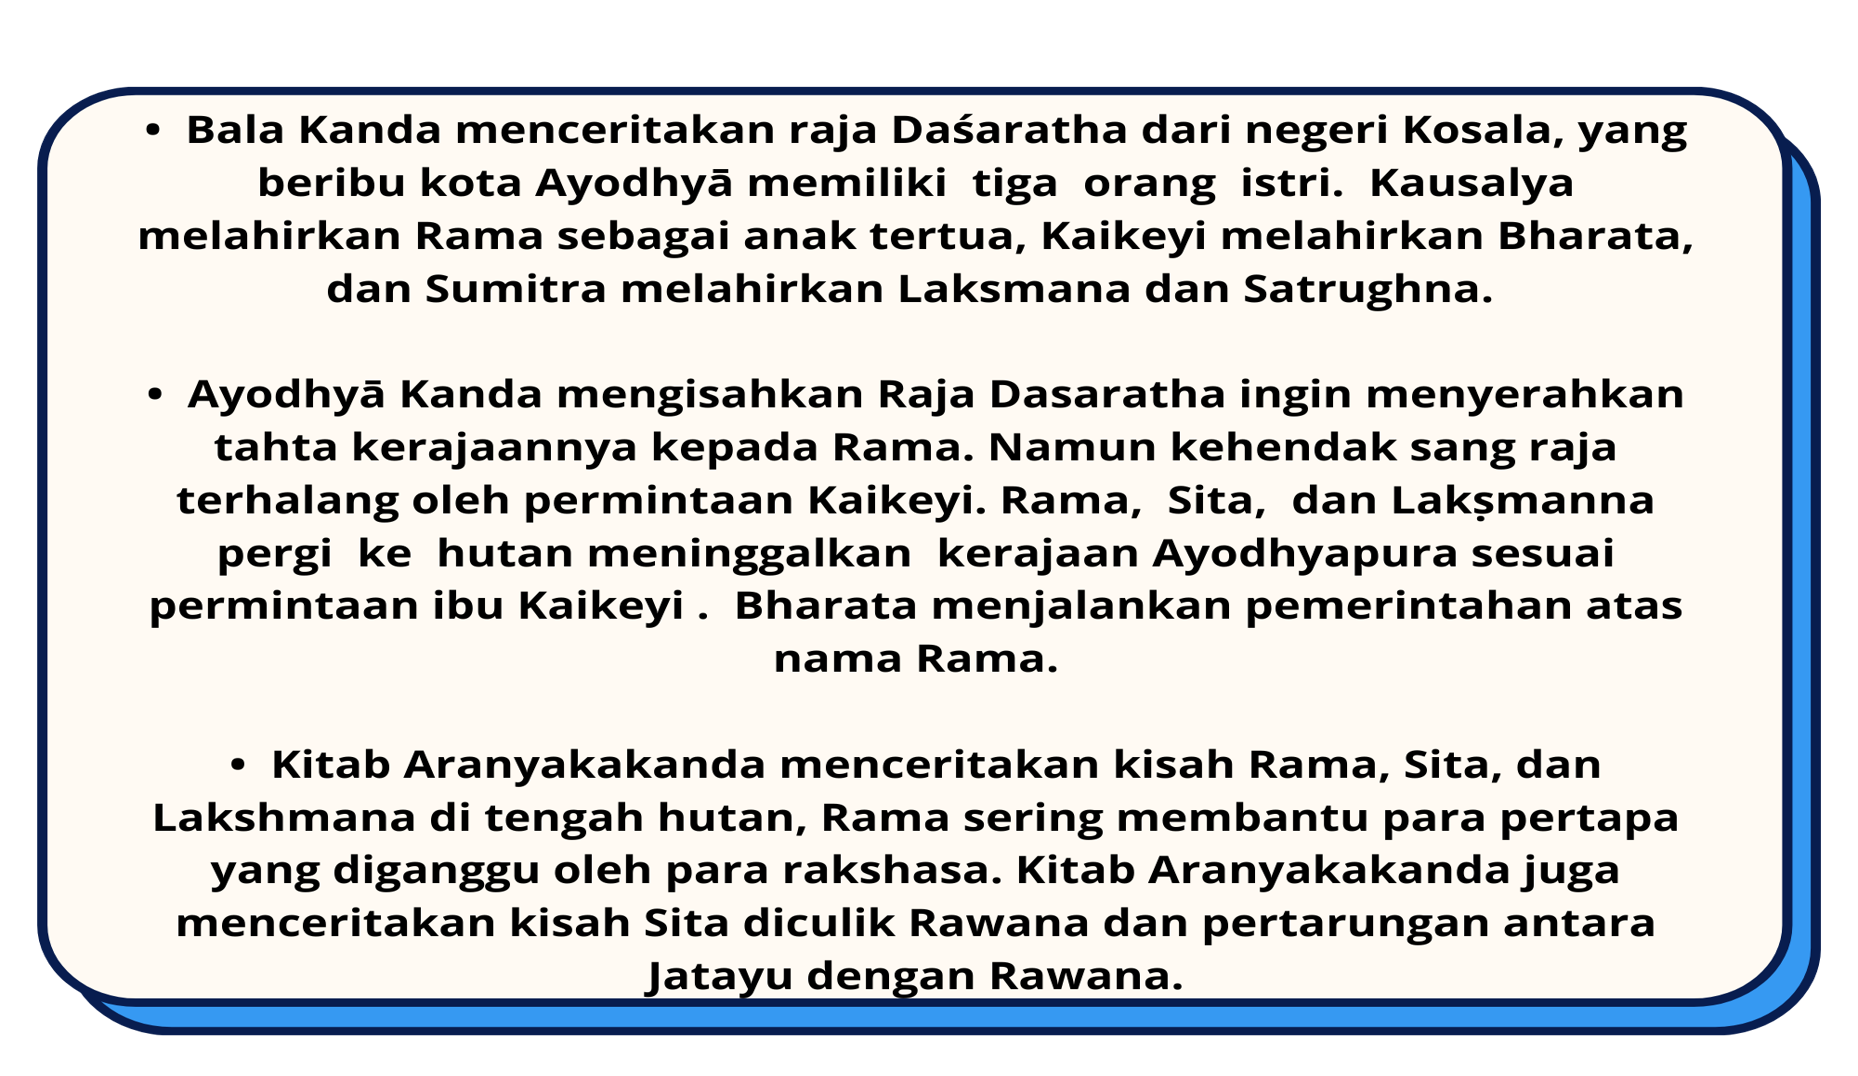 • Bala Kanda menceritakan raja Daśaratha dari negeri Kosala, yang
beribu kota Ayodhyā memiliki tiga orang istri. Kausalya
melahirkan Rama sebagai anak tertua, Kaikeyi melahirkan Bharata,
dan Sumitra melahirkan Laksmana dan Satrughna.
• Ayodhyā Kanda mengisahkan Raja Dasaratha ingin menyerahkan
tahta kerajaannya kepada Rama. Namun kehendak sang raja
terhalang oleh permintaan Kaikeyi. Rama, Sita, dan Lakṣmanna
pergi ke hutan meninggalkan kerajaan Ayodhyapura sesuai
permintaan ibu Kaikeyi . Bharata menjalankan pemerintahan atas
nama Rama.
• Kitab Aranyakakanda menceritakan kisah Rama, Sita, dan
Lakshmana di tengah hutan, Rama sering membantu para pertapa
yang diganggu oleh para rakshasa. Kitab Aranyakakanda juga
menceritakan kisah Sita diculik Rawana dan pertarungan antara
Jatayu dengan Rawana.